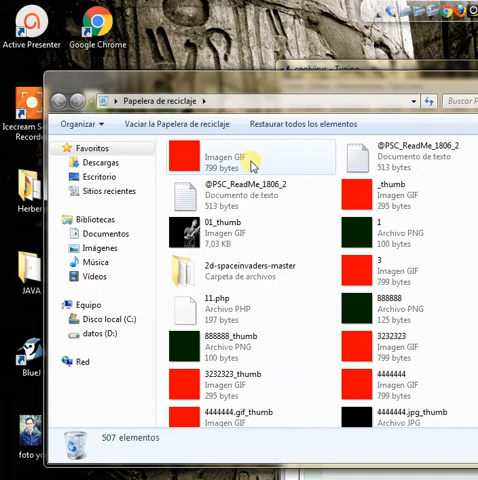 Active Presenter
Google Chrome
Icecream S
Recorde
Herber
JAVA
BlueJ
foto yo
Papelera de reciclaje
Buscar P
Organizar
Vaciar la Papelera de reciclaje
Restaurar todos los elementos
Favoritos
Descargas
Escritorio
Sitios recientes
Bibliotecas
Documentos
Imágenes
Música
Vídeos
Equipo
Disco local (C:)
datos (D:)
Red
Imagen GIF
799 bytes
@PSC_ReadMe_1806_2
Documento de texto
513 bytes
@PSC_ReadMe_1806_2
Documento de texto
513 bytes
_thumb
Imagen GIF
295 bytes
01_thumb
Imagen GIF
7,03 KB
1
Archivo PNG
100 bytes
2d-spaceinvaders-master
Carpeta de archivos
3
Imagen GIF
799 bytes
11.php
Archivo PHP
197 bytes
888888
Archivo PNG
125 bytes
888888_thumb
Archivo PNG
100 bytes
3232323
Imagen GIF
799 bytes
3232323_thumb
Imagen GIF
295 bytes
4444444
Imagen GIF
799 bytes
4444444.gif_thumb
Imagen GIF
4444444.jpg_thumb
Archivo JPG
507 elementos